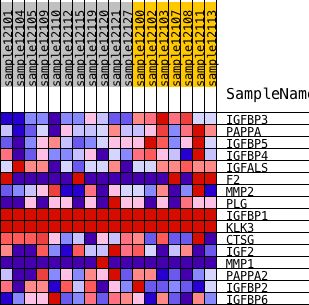 sample12101
sample12104
sample12105
sample12109
sample12112
sample12115
sample12119
sample12120
sample12121
sample12127
sample12100
sample12102
sample12103
sample12107
sample12108
sample12111
sample12113
SampleName
IGFBP3
PAPPA
IGFBP5
IGFBP4
IGFALS
F2
MMP2
PLG
IGFBP1
KLK3
CTSG
IGF2
MMP1
PAPPA2
IGFBP2
IGFBP6